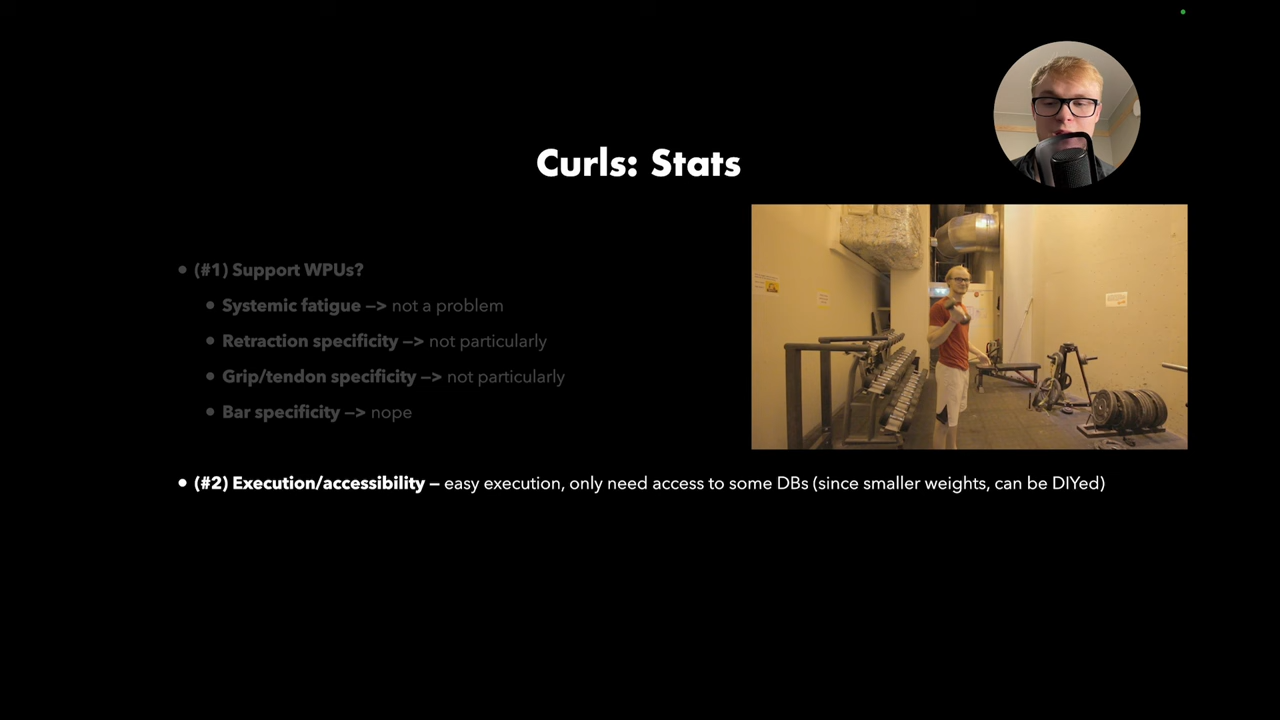 Curls: Stats
• (#1) Support WPUs?
• Systemic fatigue —> not a problem
• Retraction specificity —> not particularly
• Grip/tendon specificity —> not particularly
• Bar specificity —> nope
• (#2) Execution/accessibility – easy execution, only need access to some DBs (since smaller weights, can be DIYed)